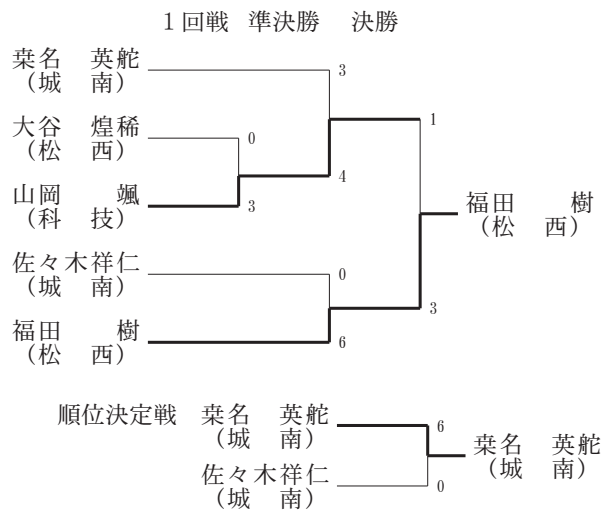 １回戦　準決勝　決勝
桒名　英舵
（城　南）
3
大谷　煌稀
（松　西）
0
1
山岡　　颯
（科　技）
3
4
福田　　樹
（松　西）
佐々木祥仁
（城　南）
0
3
福田　　樹
（松　西）
6
順位決定戦　桒名　英舵
（城　南）
6
桒名　英舵
（城　南）
佐々木祥仁
（城　南）
0